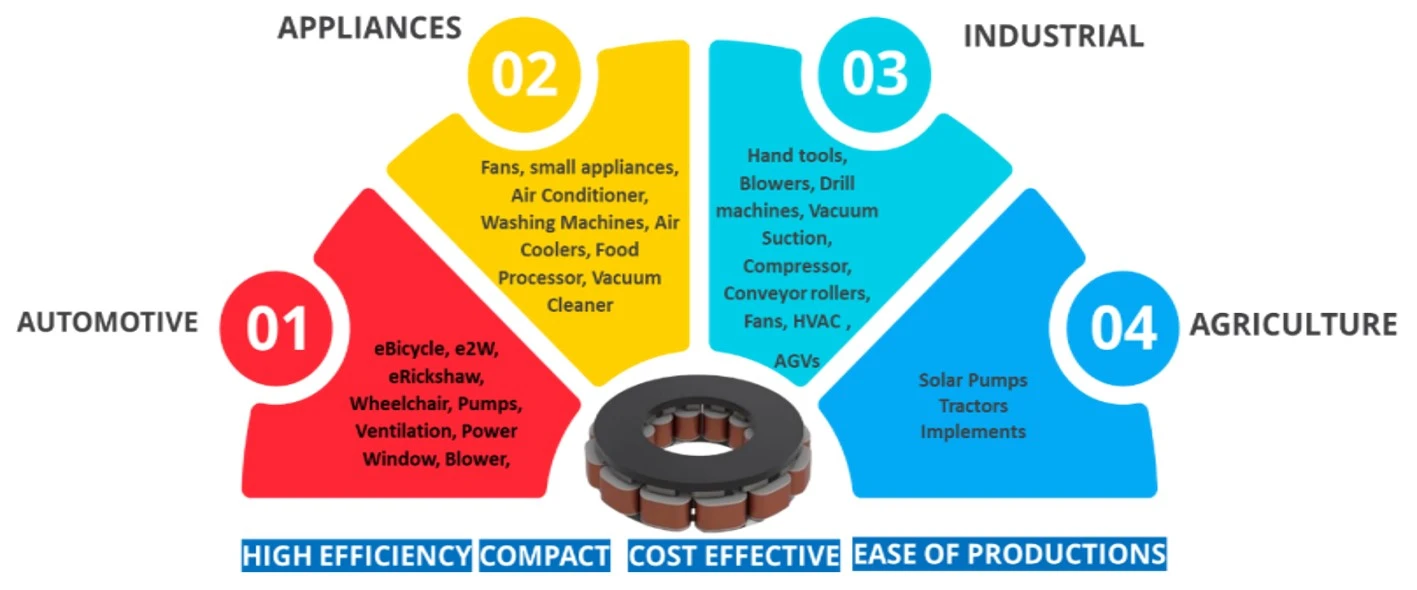 AUTOMOTIVE
01
eBicycle, e2W,
eRickshaw,
Wheelchair, Pumps,
Ventilation, Power
Window, Blower,
APPLIANCES
02
Fans, small appliances,
Air Conditioner,
Washing Machines, Air
Coolers, Food
Processor, Vacuum
Cleaner
INDUSTRIAL
03
Hand tools,
Blowers, Drill
machines, Vacuum
Suction,
Compressor,
Conveyor rollers,
Fans, HVAC ,
AGVs
AGRICULTURE
04
Solar Pumps
Tractors
Implements
HIGH EFFICIENCY COMPACT COST EFFECTIVE EASE OF PRODUCTIONS